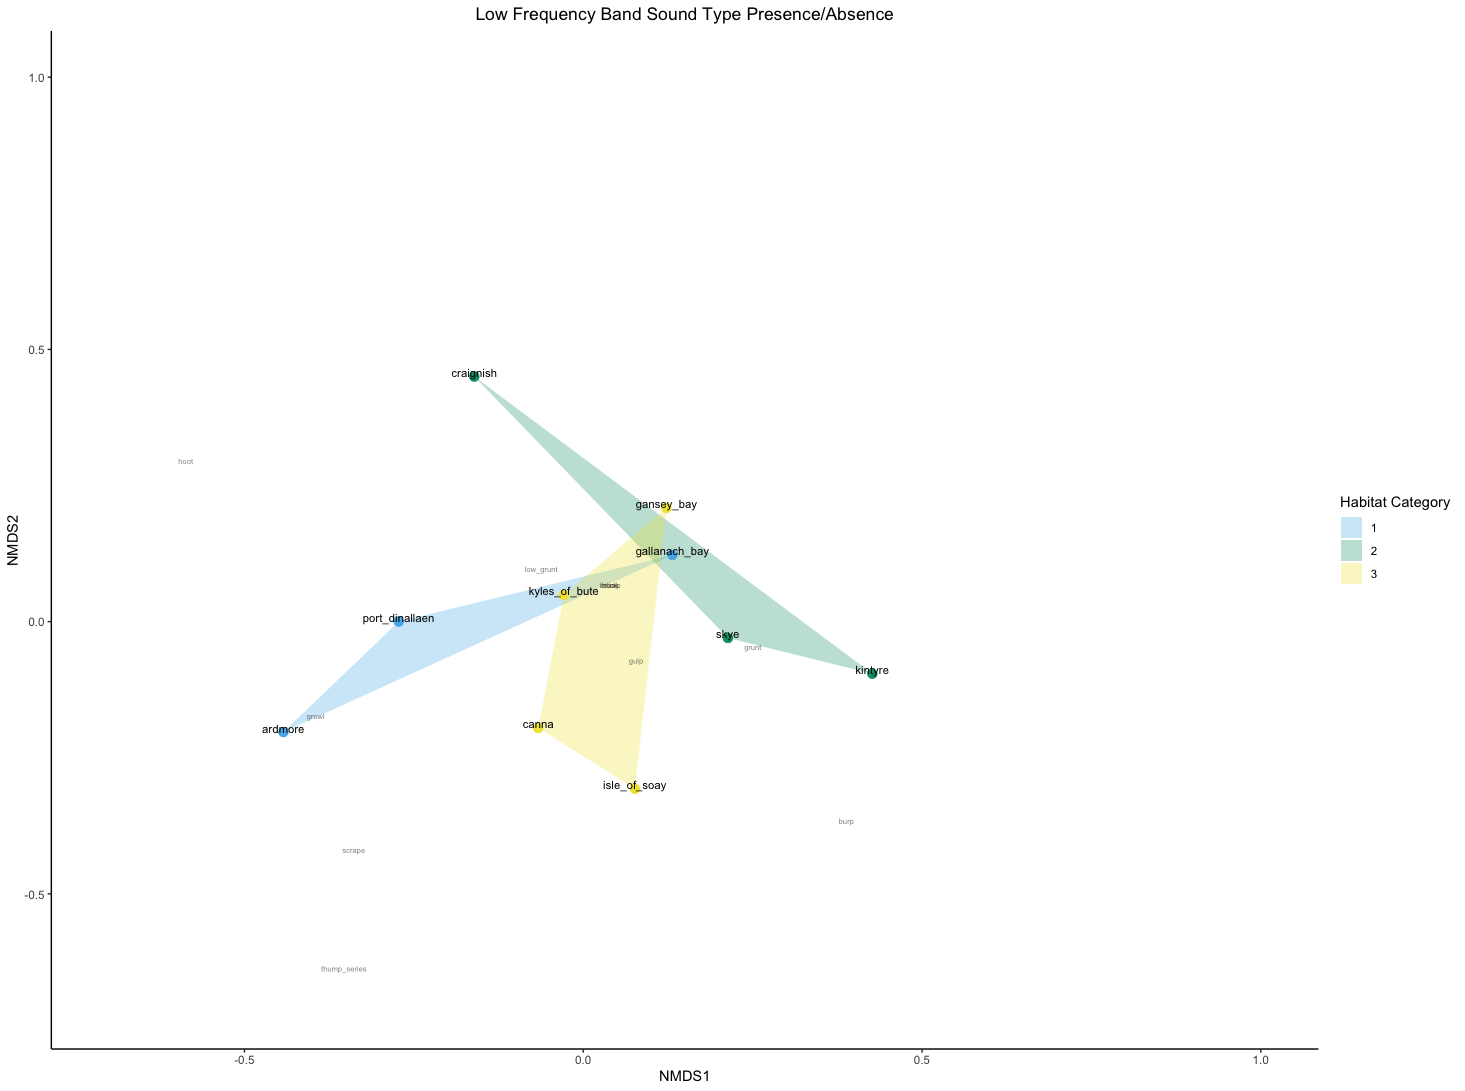 Low Frequency Band Sound Type Presence/Absence
1.0
0.5
0.0
-0.5
NMDS2
craignish
hoot
gansey_bay
gallanach_bay
low_grunt
kyles_of_bute
port_dinallaen
skye
grunt
gulp
kintyre
growl
ardmore
canna
isle_of_soay
burp
scrape
thump_series
-0.5
0.0
0.5
1.0
NMDS1
Habitat Category
1
2
3